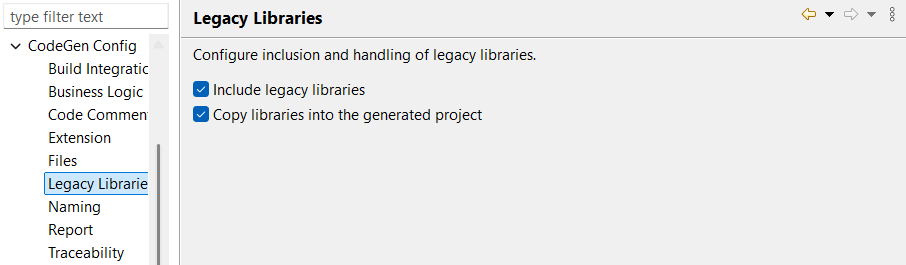 type filter text
CodeGen Config
Build Integratio
Business Logic
Code Commen
Extension
Files
Legacy Librarie
Naming
Report
Traceability
Legacy Libraries
Configure inclusion and handling of legacy libraries.
Include legacy libraries
Copy libraries into the generated project